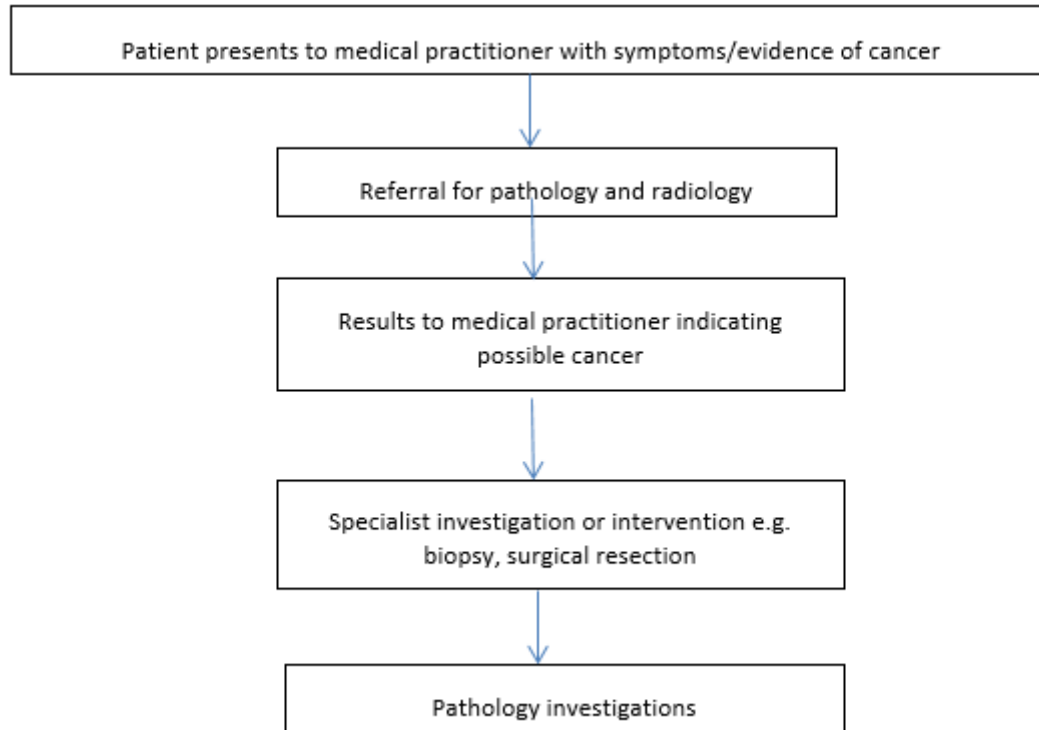 Patient presents to medical practitioner with symptoms/evidence of cancer
Referral for pathology and radiology
Results to medical practitioner indicating
possible cancer
Specialist investigation or intervention e.g.
biopsy, surgical resection
Pathology investigations